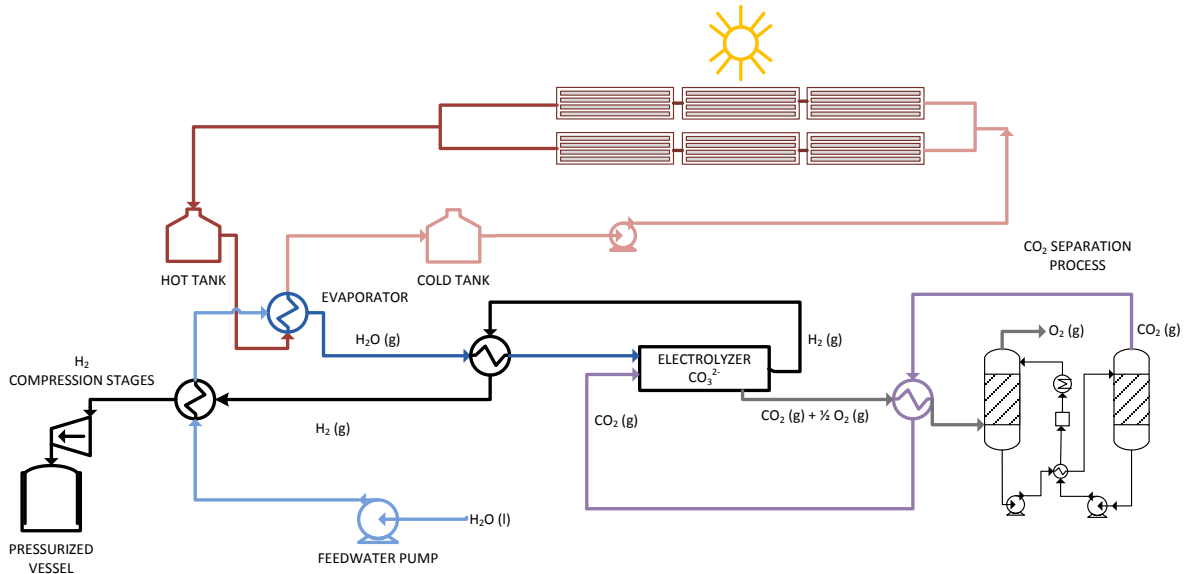 CO₂ SEPARATION
PROCESS
HOT TANK
COLD TANK
EVAPORATOR
H₂O (g)
H₂ (g)
O₂ (g)
CO₂ (g)
ELECTROLYZER
CO₃²⁻
H₂
COMPRESSION STAGES
CO₂ (g)
CO₂ (g) + ½ O₂ (g)
H₂ (g)
H₂O (l)
PRESSURIZED
VESSEL
FEEDWATER PUMP